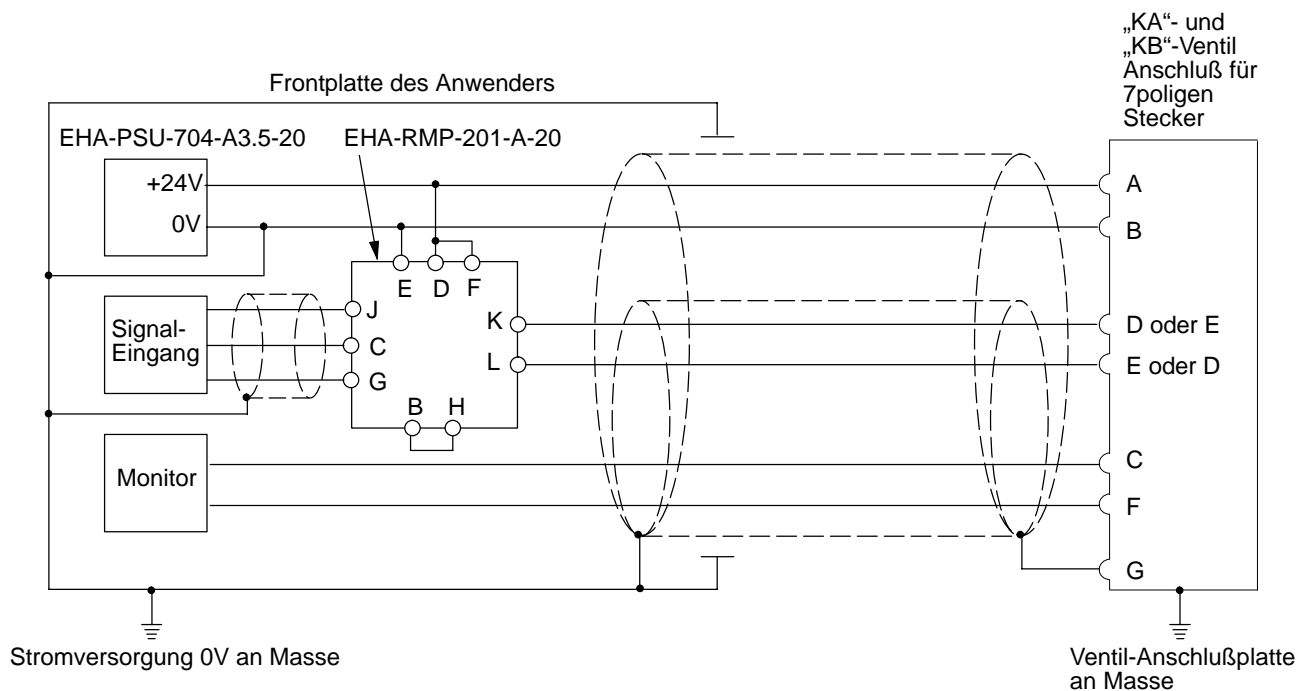 „KA“- und
„KB“-Ventil
Anschluß für
7poligen
Stecker
Frontplatte des Anwenders
EHA-PSU-704-A3.5-20
EHA-RMP-201-A-20
+24V
0V
A
B
E D F
J
C
G
K
L
B H
Signal-
Eingang
D oder E
E oder D
Monitor
C
F
G
Stromversorgung 0V an Masse
Ventil-Anschlußplatte
an Masse